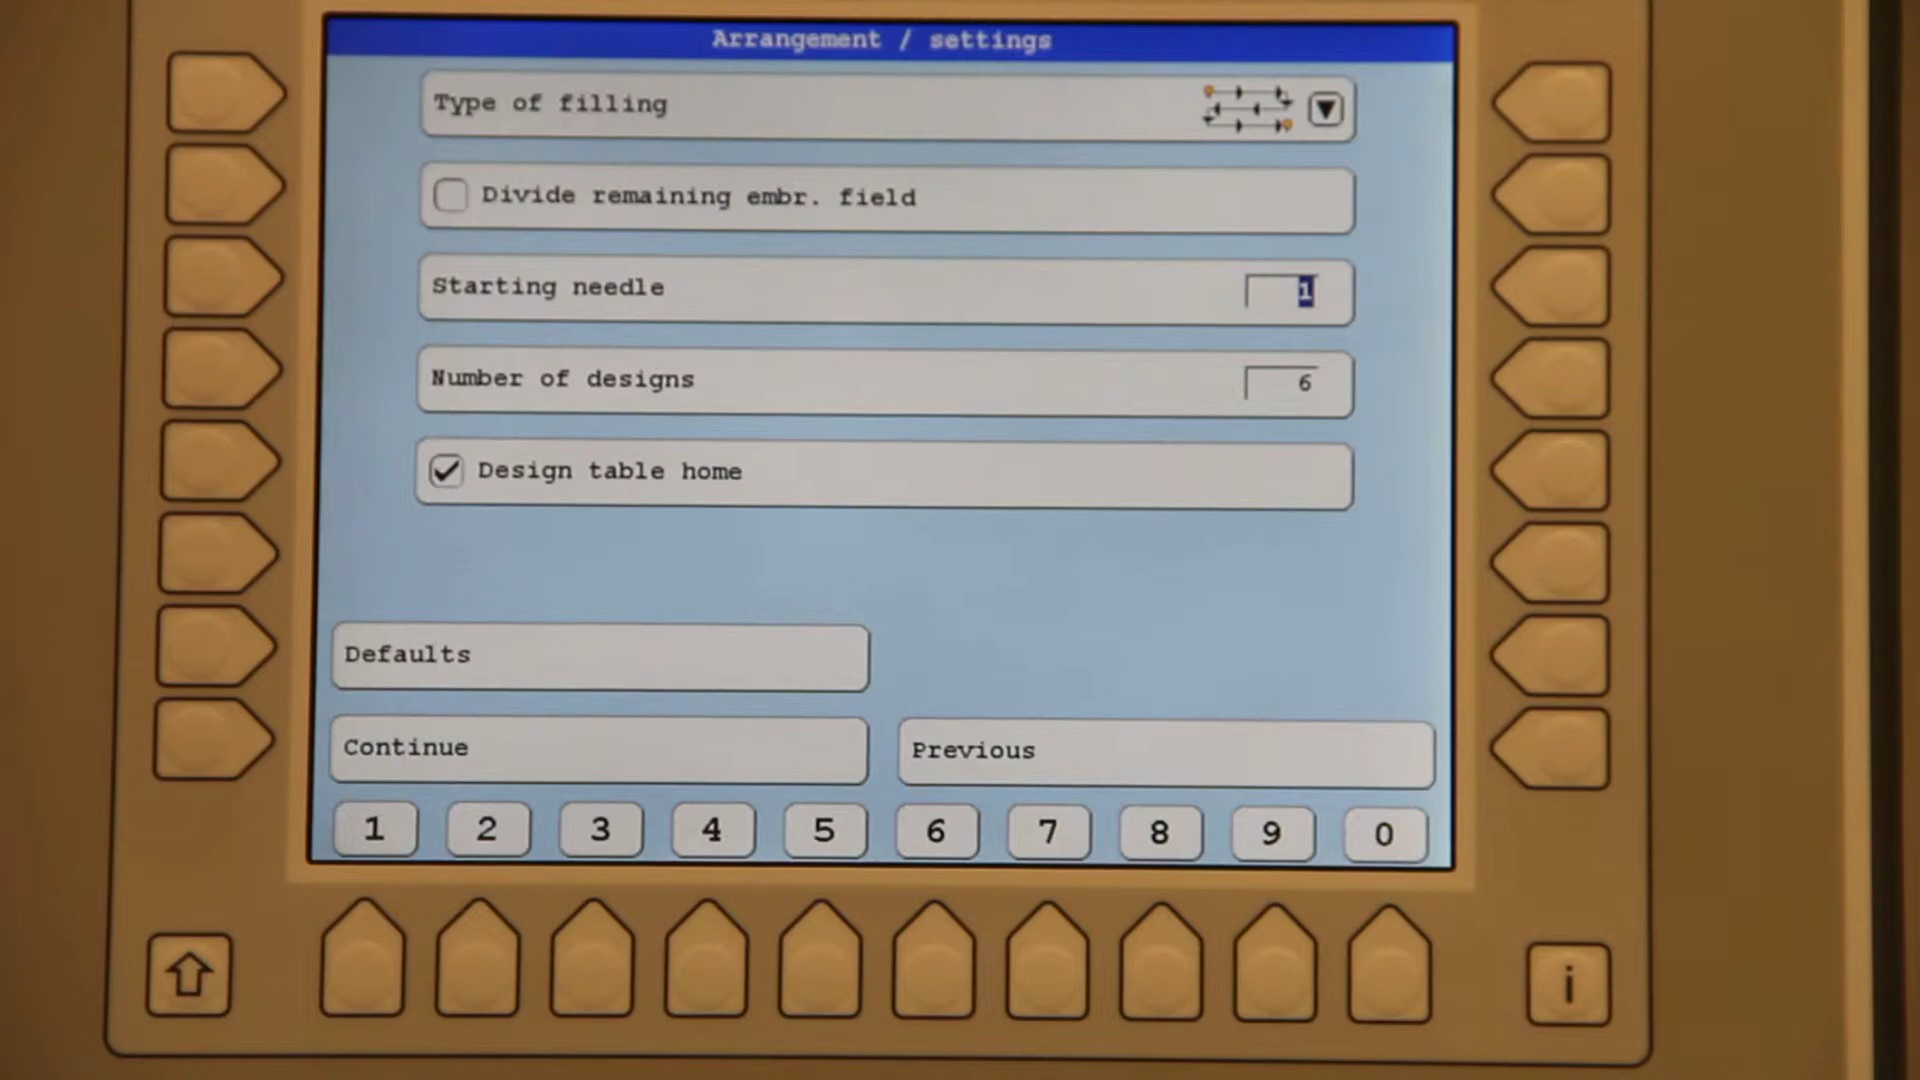 Arrangement / settings
Type of filling
Divide remaining embr. field
Starting needle 1
Number of designs 6
Design table home
Defaults
Continue Previous
1 2 3 4 5 6 7 8 9 0
i